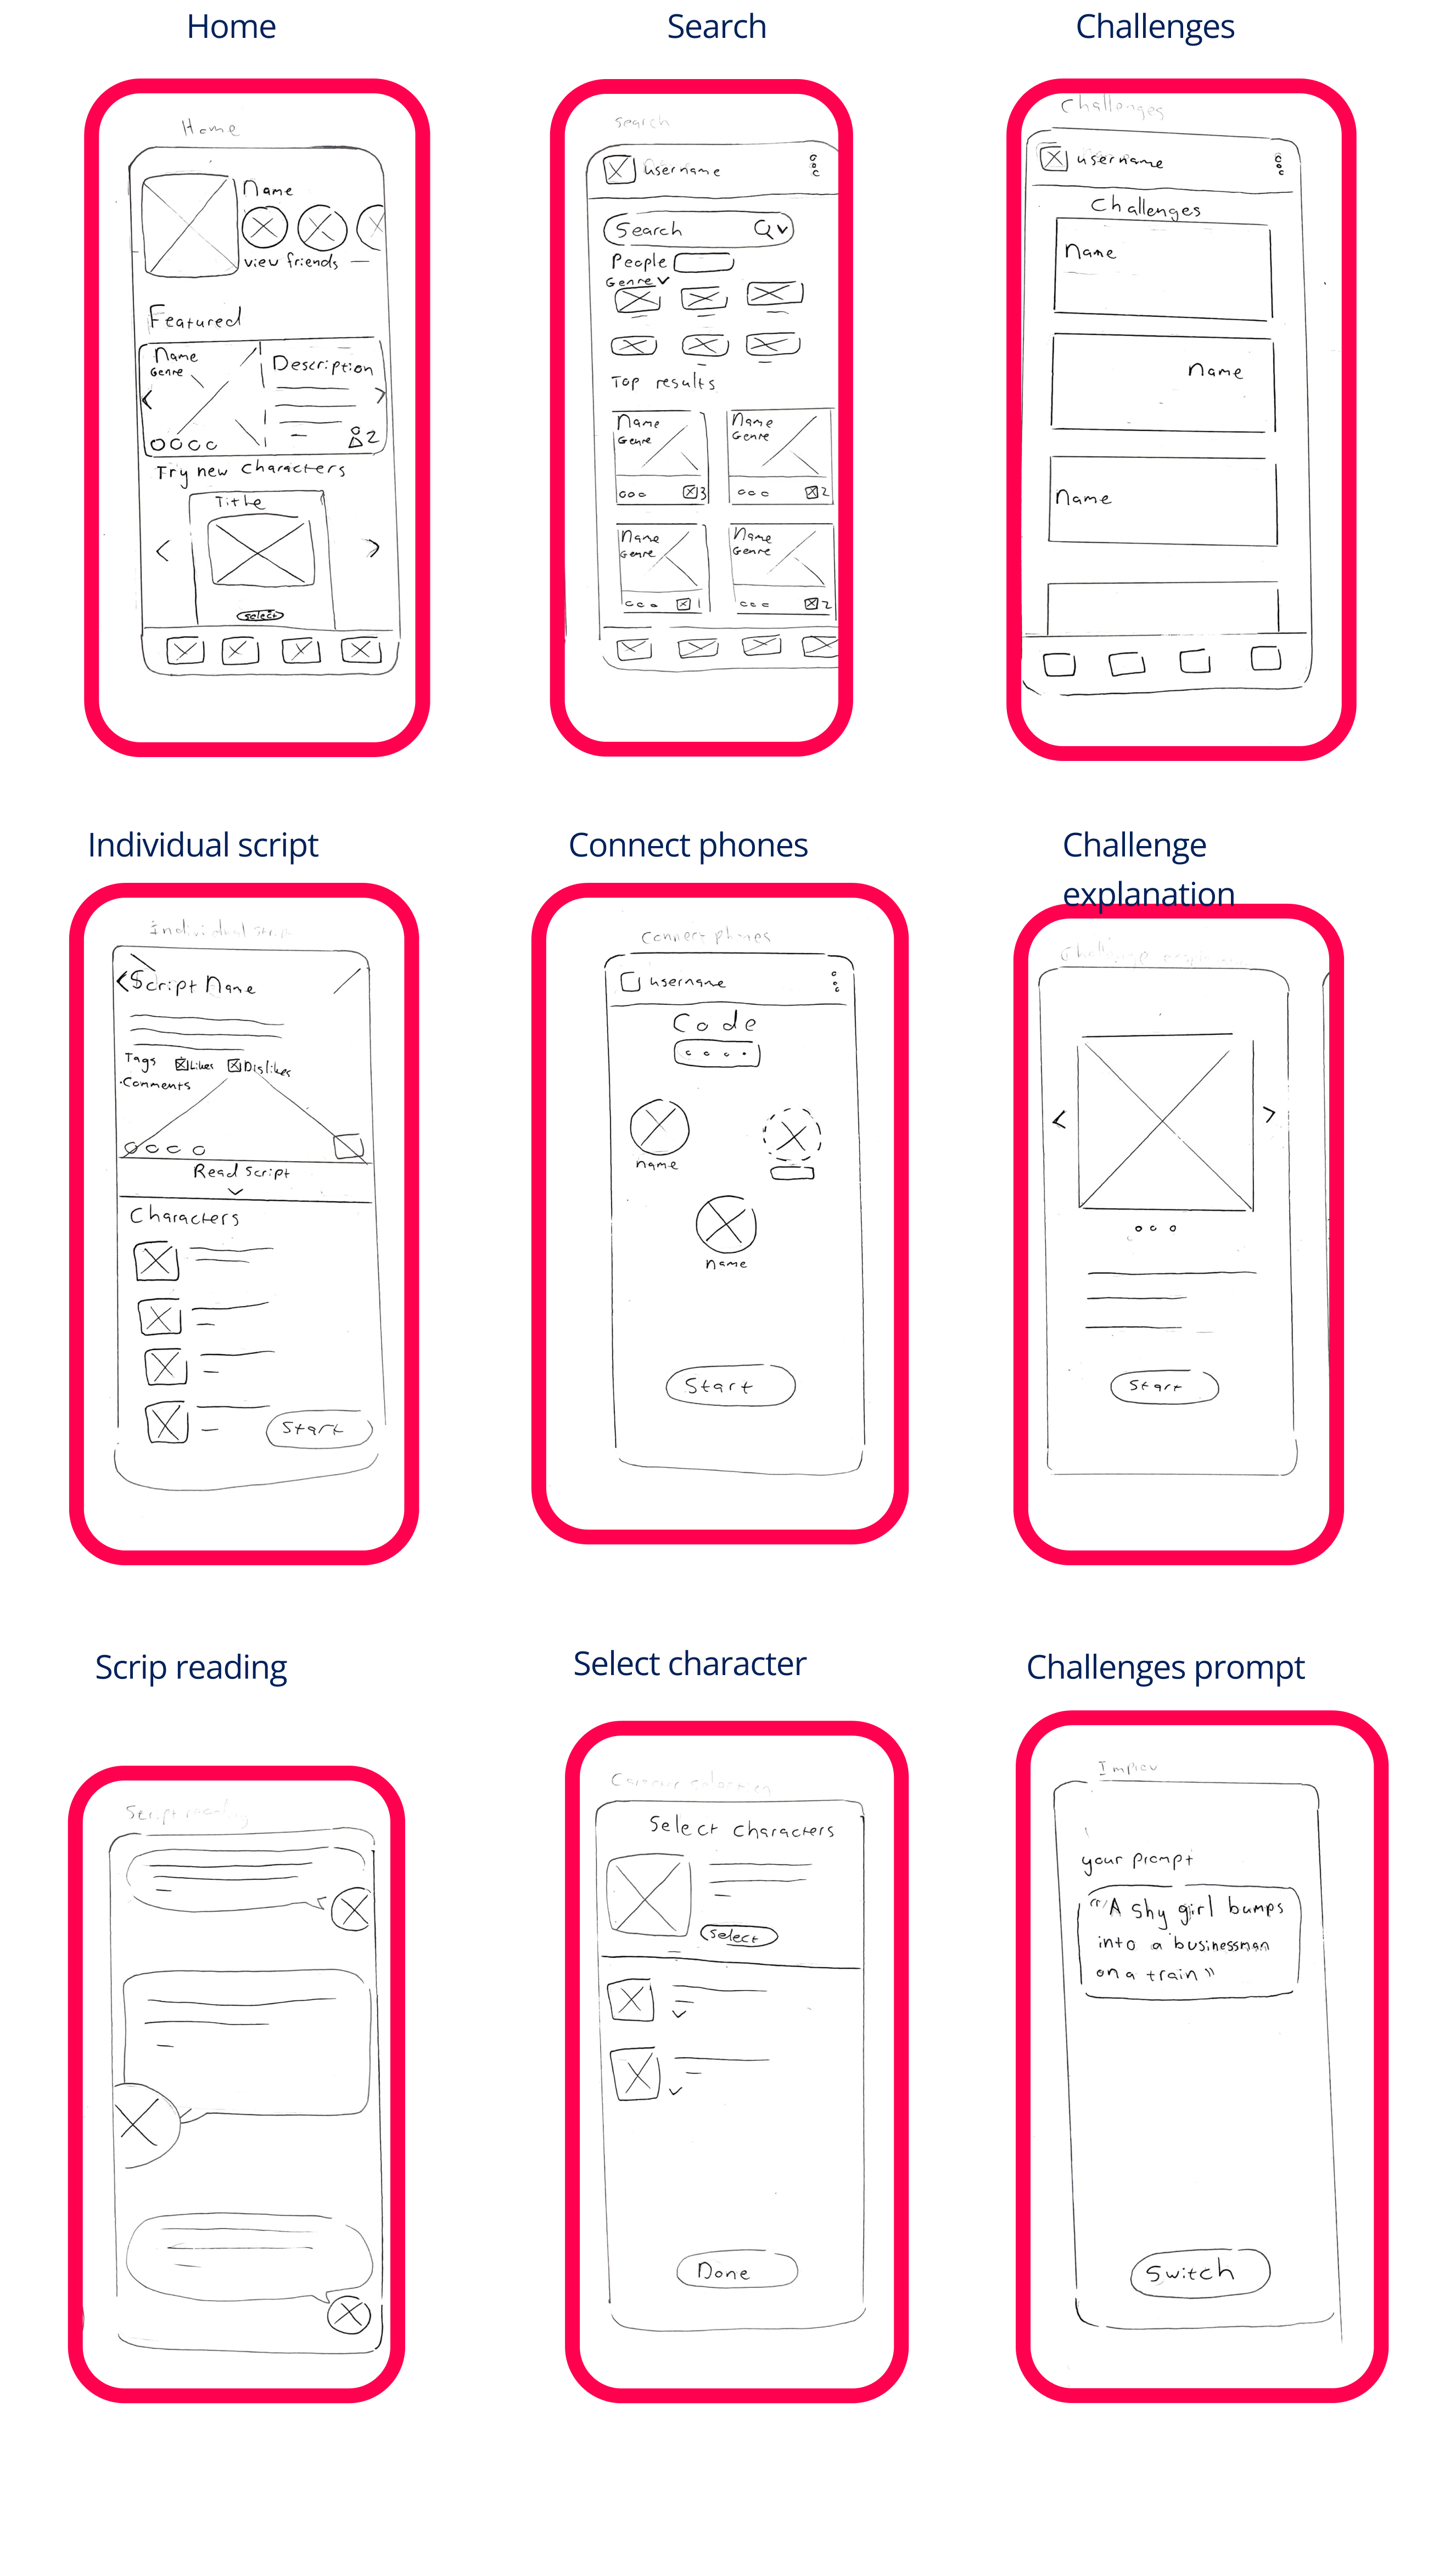 Home
Search
Challenges
Home
Name
view friends
Featured
Name
Genre
Description
2
Try new characters
Title
select
search
username
Search
People
Genre
Top results
Name
Genre
3
Name
Genre
2
Name
Genre
1
Name
Genre
2
Challenges
username
Challenges
Name
Name
Name
Individual script
Connect phones
Challenge
explanation
Individual Script
Script Name
Tags Likes Dislikes
Comments
Read script
Characters
Start
Connect phones
username
Code
name
name
Start
Challenge
Start
Scrip reading
Select character
Challenges prompt
Script reading
Select characters
select
Done
Improv
your prompt
"A shy girl bumps
into a businessman
on a train"
Switch